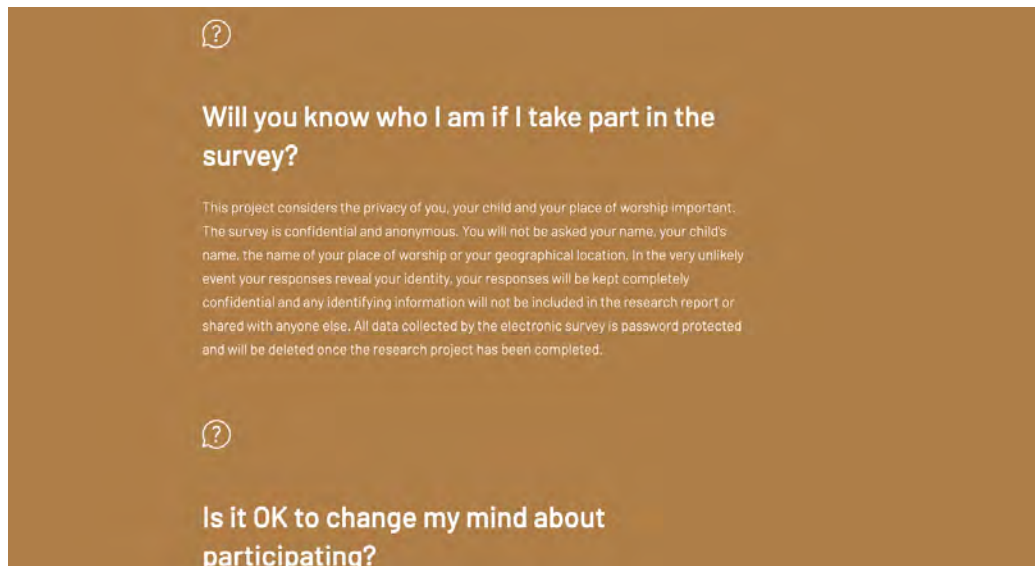 Will you know who I am if I take part in the
survey?
This project considers the privacy of you, your child and your place of worship important.
The survey is confidential and anonymous. You will not be asked your name, your child's
name, the name of your place of worship or your geographical location. In the very unlikely
event your responses reveal your identity, your responses will be kept completely
confidential and any identifying information will not be included in the research report or
shared with anyone else. All data collected by the electronic survey is password protected
and will be deleted once the research project has been completed.
Is it OK to change my mind about
participating?